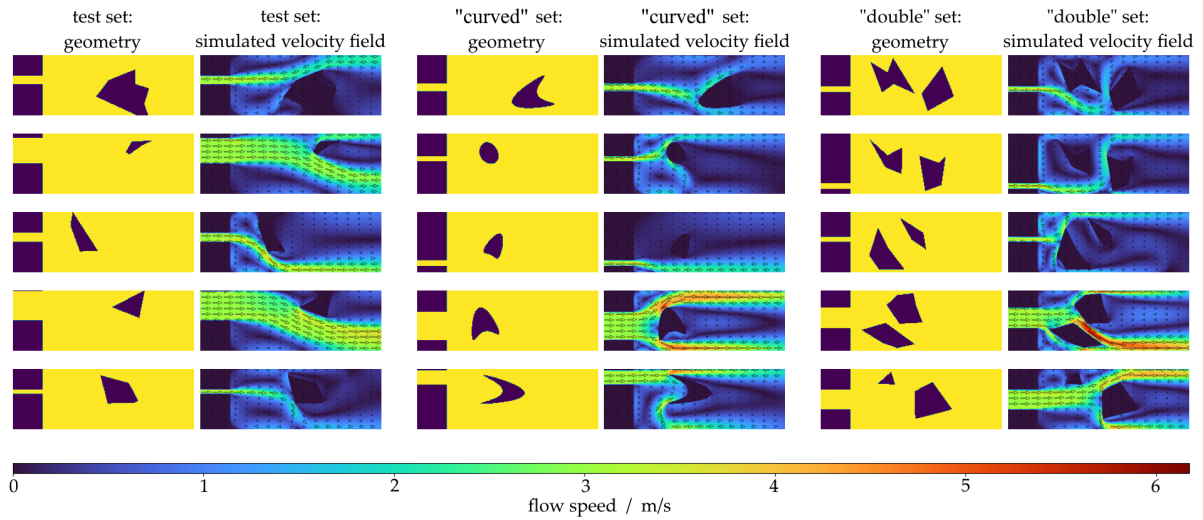 test set:
geometry
test set:
simulated velocity field
"curved" set:
geometry
"curved" set:
simulated velocity field
"double" set:
geometry
"double" set:
simulated velocity field
0 1 2 3 4 5 6
flow speed / m/s